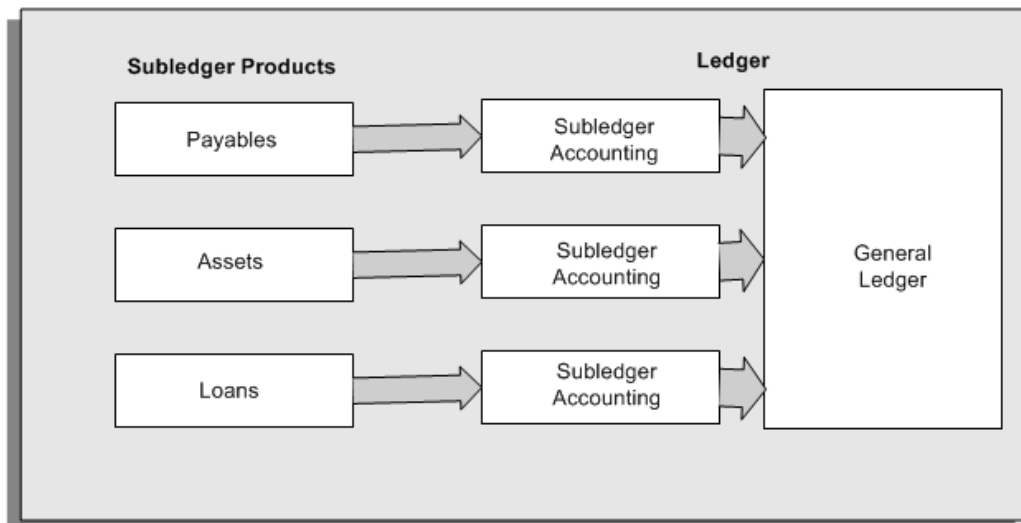 Subledger Products
Ledger
Payables
Subledger
Accounting
Assets
Subledger
Accounting
General
Ledger
Loans
Subledger
Accounting